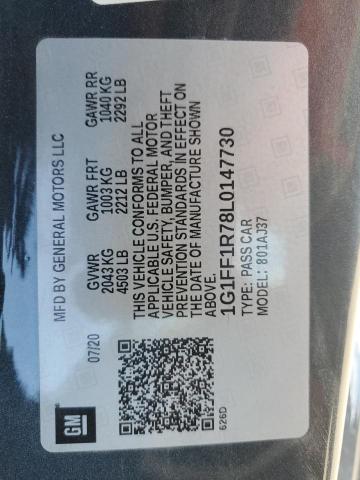 MFD BY GENERAL MOTORS LLC
GM
07/20
GVWR GAWR FRT GAWR RR
2043 KG 1003 KG 1040 KG
4503 LB 2212 LB 2292 LB
THIS VEHICLE CONFORMS TO ALL
APPLICABLE U.S. FEDERAL MOTOR
VEHICLE SAFETY, BUMPER, AND THEFT
PREVENTION STANDARDS IN EFFECT ON
THE DATE OF MANUFACTURE SHOWN
ABOVE.
1G1FF1R78L0147730
TYPE: PASS CAR
MODEL: 801AJ37
626D